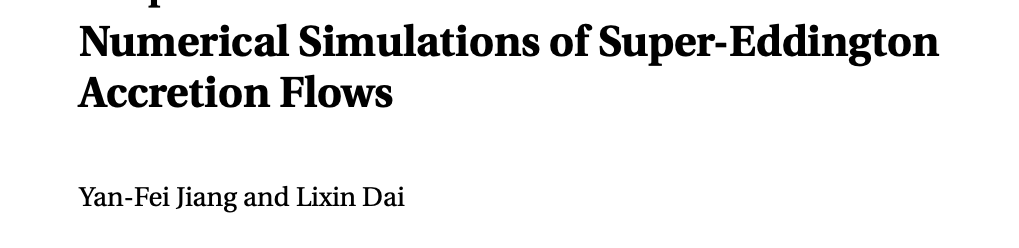 Numerical Simulations of Super-Eddington
Accretion Flows
Yan-Fei Jiang and Lixin Dai